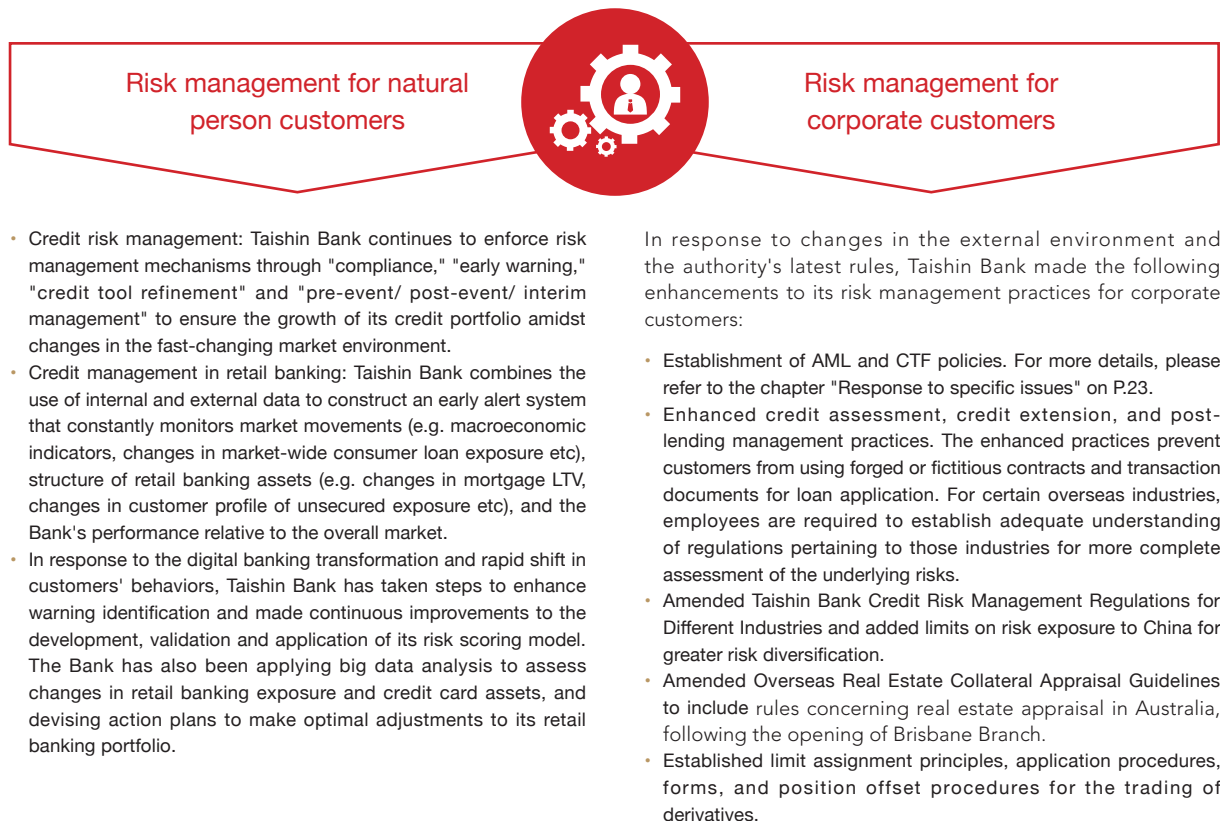 Risk management for natural
person customers
Risk management for
corporate customers
• Credit risk management: Taishin Bank continues to enforce risk
management mechanisms through "compliance," "early warning,"
"credit tool refinement" and "pre-event/ post-event/ interim
management" to ensure the growth of its credit portfolio amidst
changes in the fast-changing market environment.
• Credit management in retail banking: Taishin Bank combines the
use of internal and external data to construct an early alert system
that constantly monitors market movements (e.g. macroeconomic
indicators, changes in market-wide consumer loan exposure etc),
structure of retail banking assets (e.g. changes in mortgage LTV,
changes in customer profile of unsecured exposure etc), and the
Bank's performance relative to the overall market.
• In response to the digital banking transformation and rapid shift in
customers' behaviors, Taishin Bank has taken steps to enhance
warning identification and made continuous improvements to the
development, validation and application of its risk scoring model.
The Bank has also been applying big data analysis to assess
changes in retail banking exposure and credit card assets, and
devising action plans to make optimal adjustments to its retail
banking portfolio.
In response to changes in the external environment and
the authority's latest rules, Taishin Bank made the following
enhancements to its risk management practices for corporate
customers:
• Establishment of AML and CTF policies. For more details, please
refer to the chapter "Response to specific issues" on P.23.
• Enhanced credit assessment, credit extension, and post-
lending management practices. The enhanced practices prevent
customers from using forged or fictitious contracts and transaction
documents for loan application. For certain overseas industries,
employees are required to establish adequate understanding
of regulations pertaining to those industries for more complete
assessment of the underlying risks.
• Amended Taishin Bank Credit Risk Management Regulations for
Different Industries and added limits on risk exposure to China for
greater risk diversification.
• Amended Overseas Real Estate Collateral Appraisal Guidelines
to include rules concerning real estate appraisal in Australia,
following the opening of Brisbane Branch.
• Established limit assignment principles, application procedures,
forms, and position offset procedures for the trading of
derivatives.